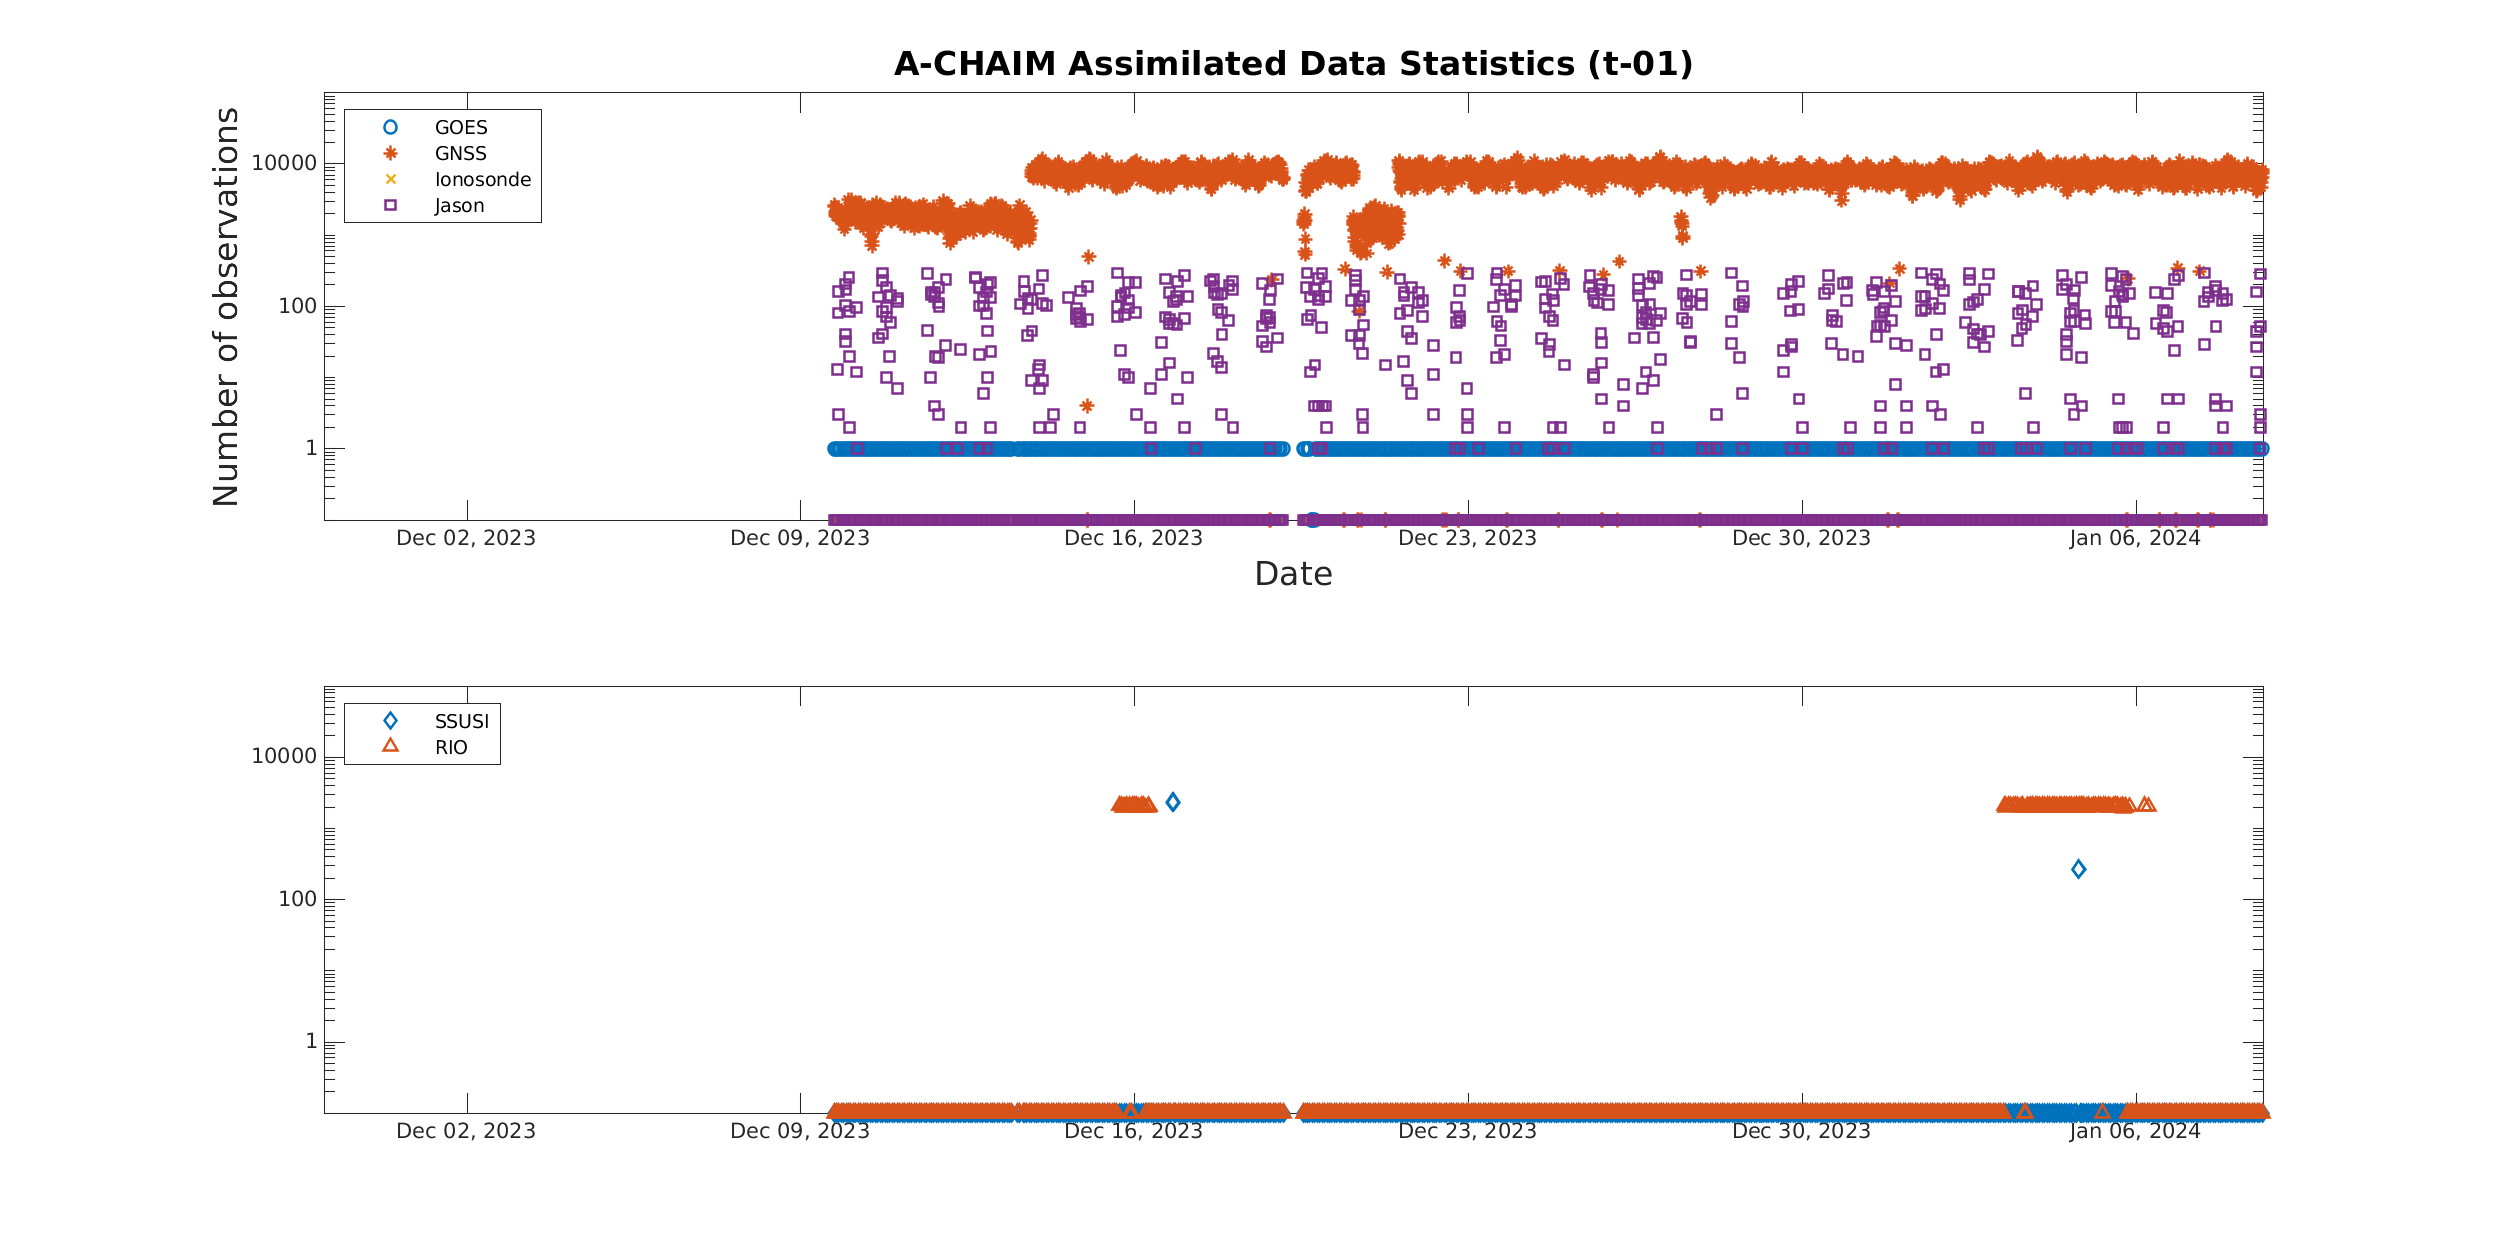 A-CHAIM Assimilated Data Statistics (t-01)
Number of observations
GOES
GNSS
Ionosonde
Jason
10000
100
1
Dec 02, 2023
Dec 09, 2023
Dec 16, 2023
Dec 23, 2023
Dec 30, 2023
Jan 06, 2024
Date
SSUSI
RIO
10000
100
1
Dec 02, 2023
Dec 09, 2023
Dec 16, 2023
Dec 23, 2023
Dec 30, 2023
Jan 06, 2024